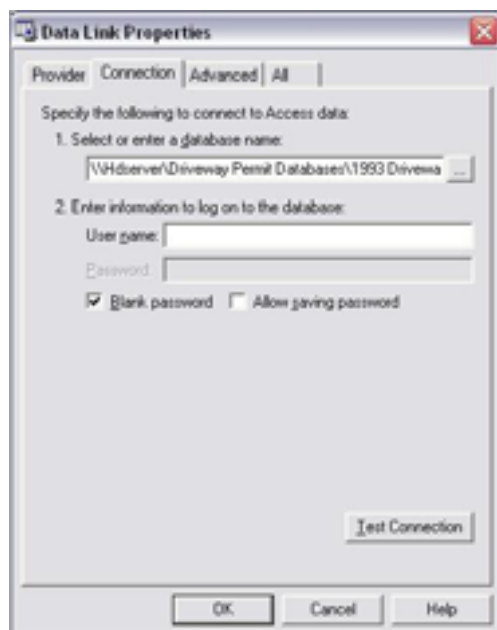 Data Link Properties
Provider Connection Advanced All
Specify the following to connect to Access data:
1. Select or enter a database name:
\\Hdserver\Driveway Permit Databases\1993 Drivewa ...
2. Enter information to log on to the database:
User name:
Password:
Blank password Allow saving password
Test Connection
OK Cancel Help